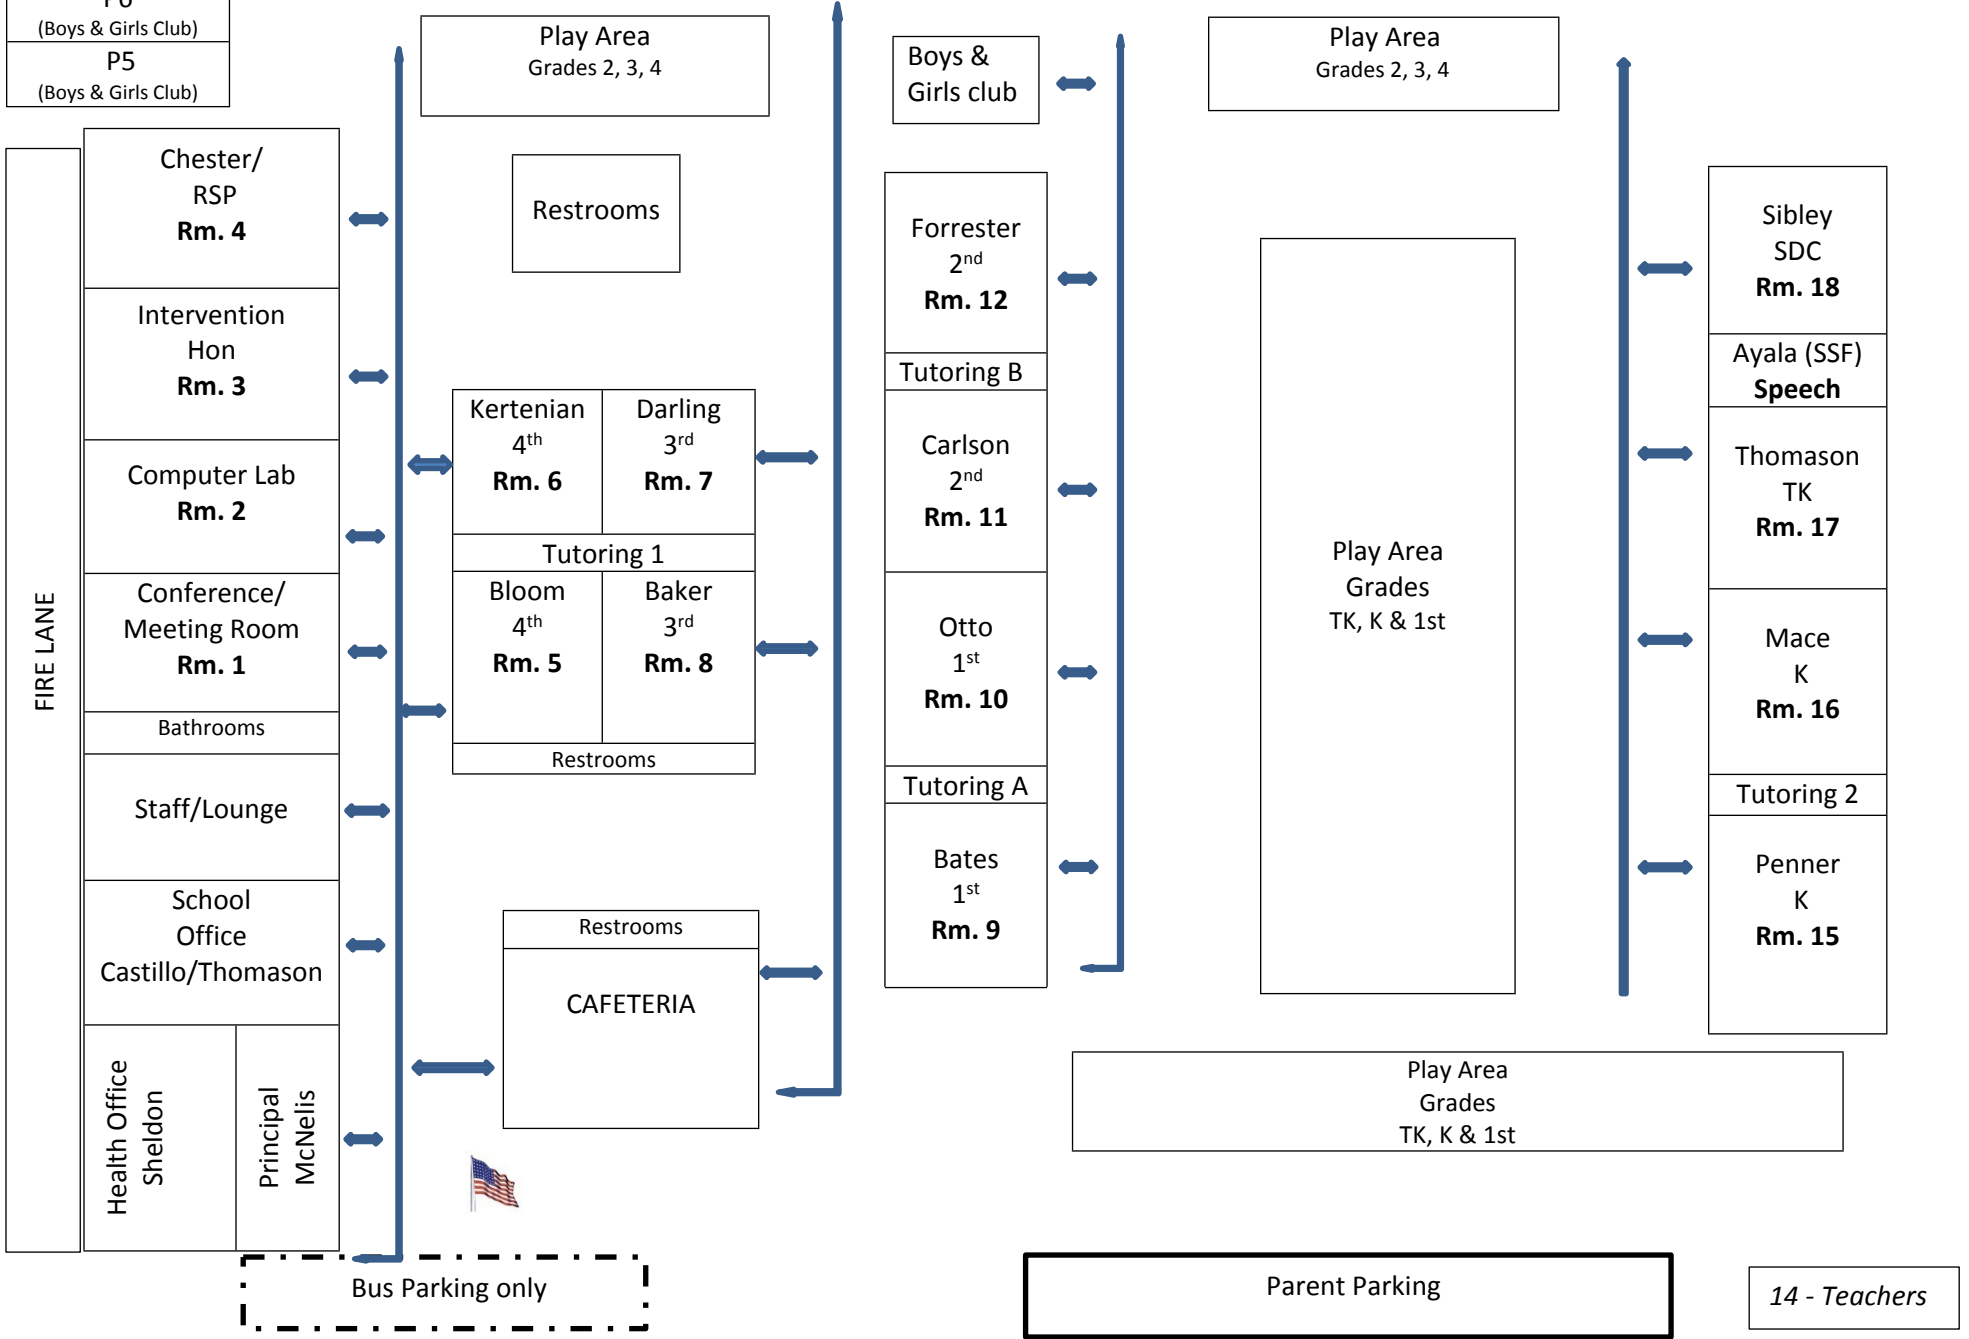 P6
(Boys & Girls Club)
P5
(Boys & Girls Club)
Play Area
Grades 2, 3, 4
Boys &
Girls club
Play Area
Grades 2, 3, 4
FIRE LANE
Chester/
RSP
Rm. 4
Intervention
Hon
Rm. 3
Computer Lab
Rm. 2
Conference/
Meeting Room
Rm. 1
Bathrooms
Staff/Lounge
School
Office
Castillo/Thomason
Health Office
Sheldon
Principal
McNelis
Restrooms
Kertenian
4th
Rm. 6
Darling
3rd
Rm. 7
Tutoring 1
Bloom
4th
Rm. 5
Baker
3rd
Rm. 8
Restrooms
Restrooms
CAFETERIA
Forrester
2nd
Rm. 12
Tutoring B
Carlson
2nd
Rm. 11
Otto
1st
Rm. 10
Tutoring A
Bates
1st
Rm. 9
Play Area
Grades
TK, K & 1st
Sibley
SDC
Rm. 18
Ayala (SSF)
Speech
Thomason
TK
Rm. 17
Mace
K
Rm. 16
Tutoring 2
Penner
K
Rm. 15
Play Area
Grades
TK, K & 1st
Bus Parking only
Parent Parking
14 - Teachers